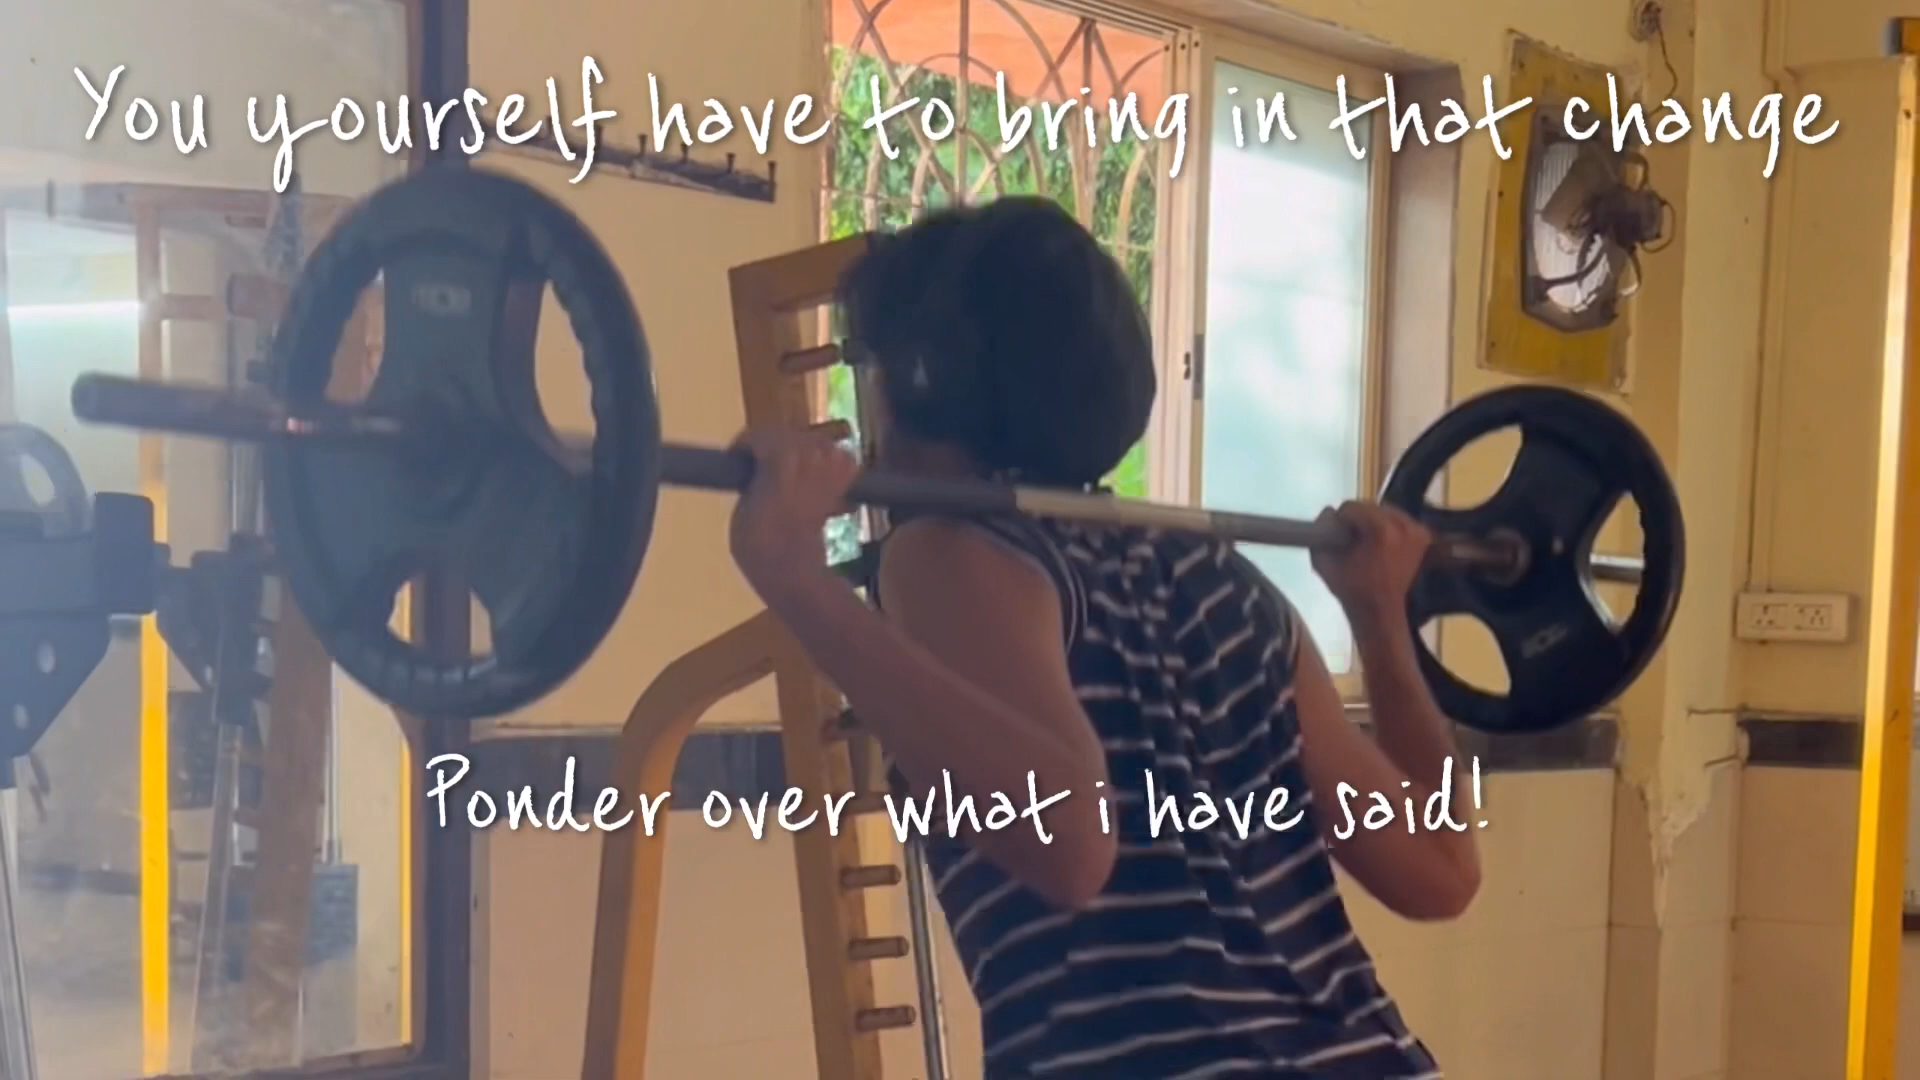 You yourself have to bring in that change
Ponder over what i have said!